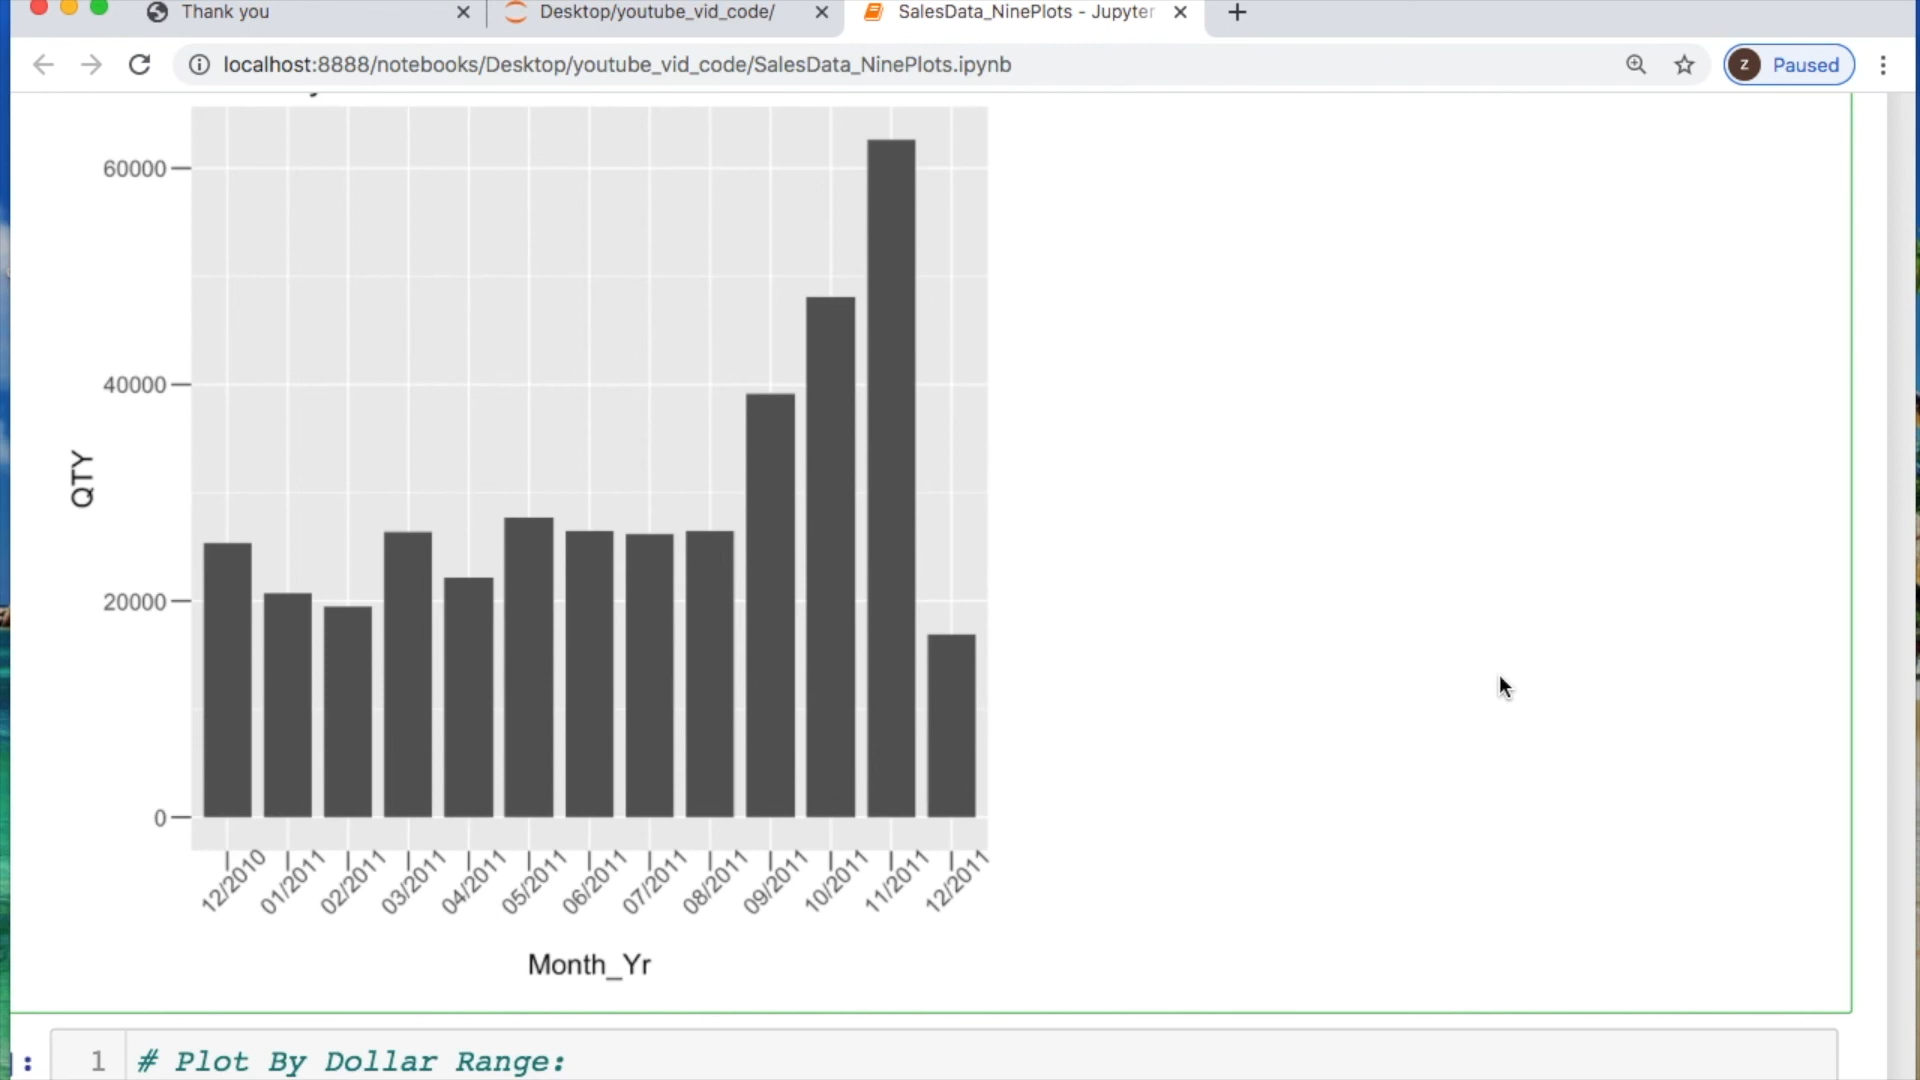 Thank you
Desktop/youtube_vid_code/
SalesData_NinePlots - Jupyter
localhost:8888/notebooks/Desktop/youtube_vid_code/SalesData_NinePlots.ipynb
z
Paused
60000
40000
20000
0
QTY
12/2010
01/2011
02/2011
03/2011
04/2011
05/2011
06/2011
07/2011
08/2011
09/2011
10/2011
11/2011
12/2011
Month_Yr
]:
1
# Plot By Dollar Range: